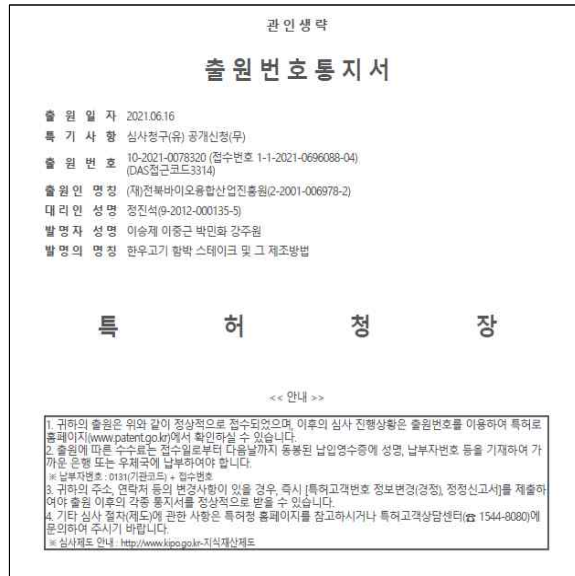 관인생략
출원번호통지서
출 원 일 자 2021.06.16
특 기 사 항 심사청구(유) 공개신청(무)
출 원 번 호 10-2021-0078320 (접수번호 1-1-2021-0696088-04)
(DAS접근코드3314)
출원인 명칭 (재)전북바이오융합산업진흥원(2-2001-006978-2)
대리인 성명 정진석(9-2012-000135-5)
발명자 성명 이승제 이중근 박민화 강주원
발명의 명칭 한우고기 함박 스테이크 및 그 제조방법
특 허 청 장
<< 안내 >>
1. 귀하의 출원은 위와 같이 정상적으로 접수되었으며, 이후의 심사 진행상황은 출원번호를 이용하여 특허로
홈페이지(www.patent.go.kr)에서 확인하실 수 있습니다.
2. 출원에 따른 수수료는 접수일로부터 다음날까지 동봉된 납입영수증에 성명, 납부자번호 등을 기재하여 가
까운 은행 또는 우체국에 납부하여야 합니다.
※ 납부자번호 : 0131(기관코드) + 접수번호
3. 귀하의 주소, 연락처 등의 변경사항이 있을 경우, 즉시 [특허고객번호 정보변경(경정), 정정신고서]를 제출하
여야 출원 이후의 각종 통지서를 정상적으로 받을 수 있습니다.
4. 기타 심사 절차(제도)에 관한 사항은 특허청 홈페이지를 참고하시거나 특허고객상담센터(☎ 1544-8080)에
문의하여 주시기 바랍니다.
※ 심사제도 안내 : http://www.kipo.go.kr-지식재산제도